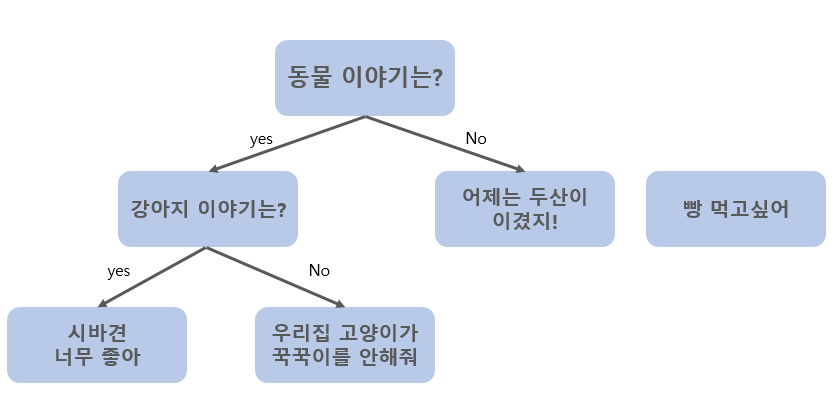 동물 이야기는?
yes
No
강아지 이야기는?
어제는 두산이
이겼지!
빵 먹고싶어
yes
No
시바견
너무 좋아
우리집 고양이가
꾹꾹이를 안해줘